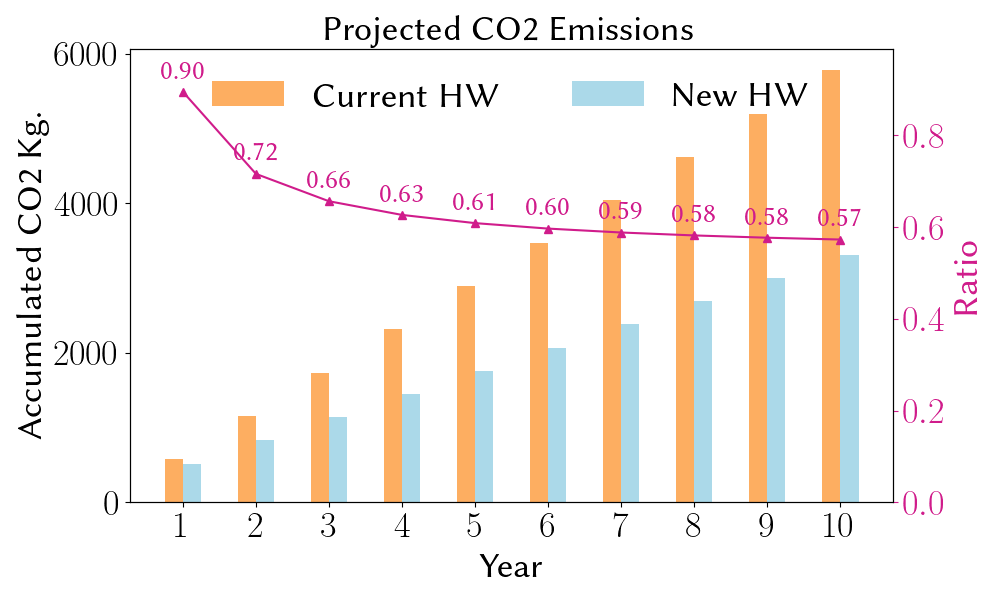 Projected CO2 Emissions
Current HW
New HW
Accumulated CO2 Kg.
6000
4000
2000
0
0.90
0.72
0.66
0.63
0.61
0.60
0.59
0.58
0.58
0.57
0.8
0.6
0.4
0.2
0.0
Ratio
1 2 3 4 5 6 7 8 9 10
Year